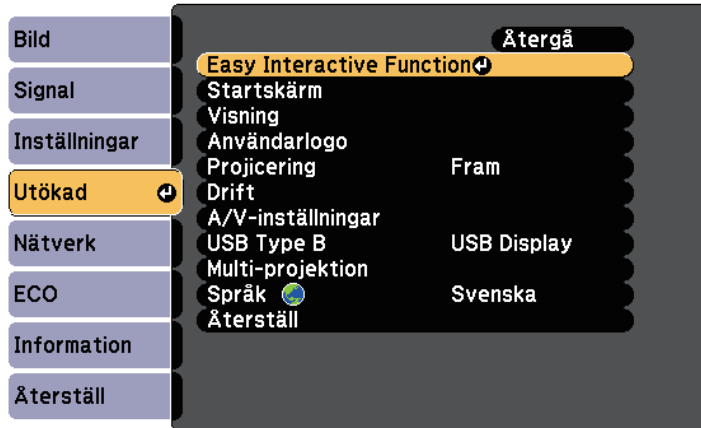 Bild
Signal
Inställningar
Utökad
Nätverk
ECO
Information
Återställ
Återgå
Easy Interactive Function
Startskärm
Visning
Användarlogo
Projicering Fram
Drift
A/V-inställningar
USB Type B USB Display
Multi-projektion
Språk Svenska
Återställ